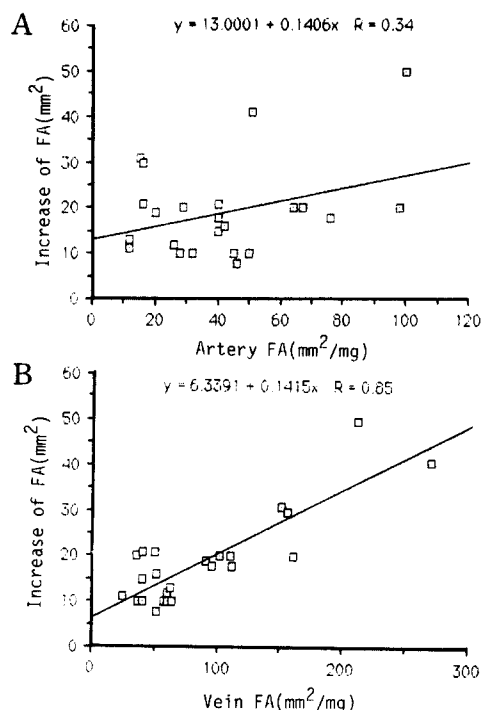 A
y = 13.0001 + 0.1406x R = 0.34
60
50
40
30
20
10
0
Increase of FA(mm²)
0 20 40 60 80 100 120
Artery FA(mm²/mg)
B
y = 6.3391 + 0.1415x R = 0.85
60
50
40
30
20
10
0
Increase of FA(mm²)
0 100 200 300
Vein FA(mm²/mg)